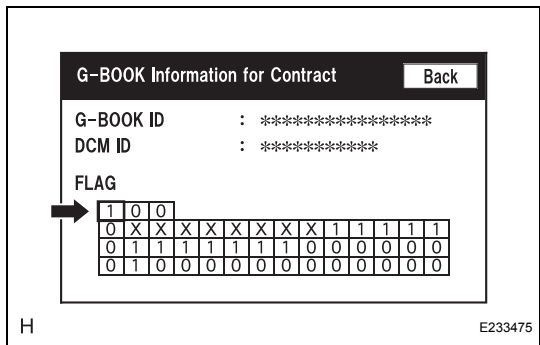 G-BOOK Information for Contract Back
G-BOOK ID : ****************
DCM ID : ***********
FLAG
1 0 0
0 X X X X X X X X 1 1 1 1 1
0 1 1 1 1 1 1 1 0 0 0 0 0 0
0 1 0 0 0 0 0 0 0 0 0 0 0 0
H E233475